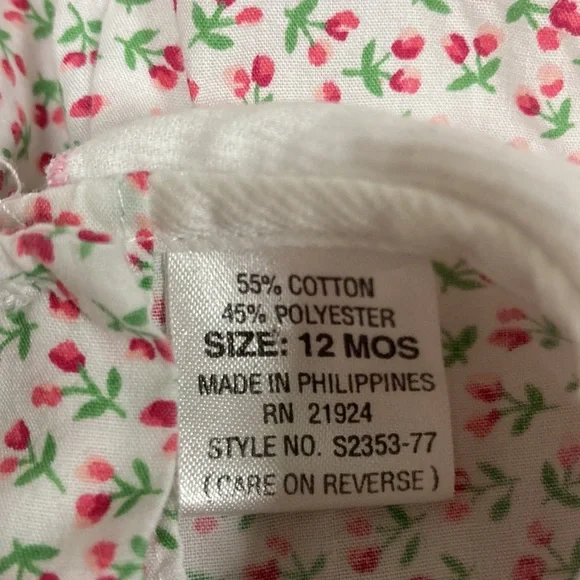 55% COTTON
45% POLYESTER
SIZE: 12 MOS
MADE IN PHILIPPINES
RN 21924
STYLE NO. S2353-77
(CARE ON REVERSE)